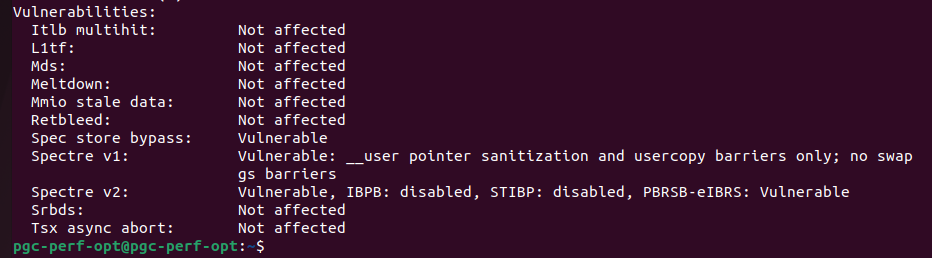 Vulnerabilities:
Itlb multihit: Not affected
L1tf: Not affected
Mds: Not affected
Meltdown: Not affected
Mmio stale data: Not affected
Retbleed: Not affected
Spec store bypass: Vulnerable
Spectre v1: Vulnerable: __user pointer sanitization and usercopy barriers only; no swap
gs barriers
Spectre v2: Vulnerable, IBPB: disabled, STIBP: disabled, PBRSB-eIBRS: Vulnerable
Srbds: Not affected
Tsx async abort: Not affected
pgc-perf-opt@pgc-perf-opt:~$